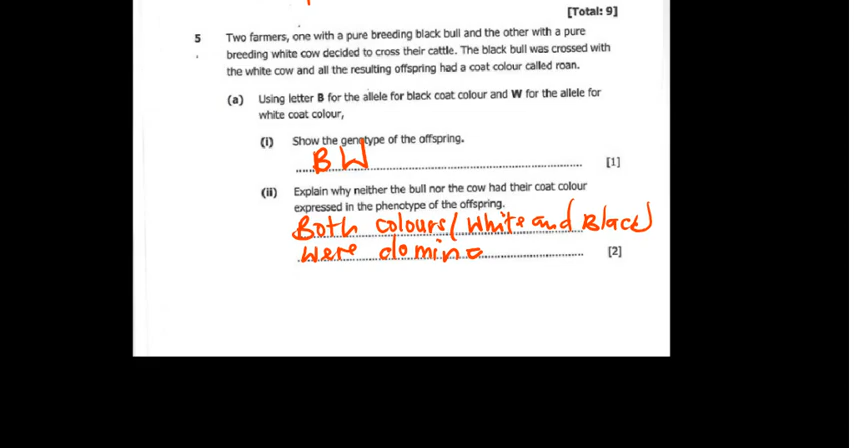 [Total: 9]
5 Two farmers, one with a pure breeding black bull and the other with a pure
breeding white cow decided to cross their cattle. The black bull was crossed with
the white cow and all the resulting offspring had a coat colour called roan.
(a) Using letter B for the allele for black coat colour and W for the allele for
white coat colour,
(i) Show the genotype of the offspring.
BW
[1]
(ii) Explain why neither the bull nor the cow had their coat colour
expressed in the phenotype of the offspring.
Both colours (White and Black)
were domina
[2]